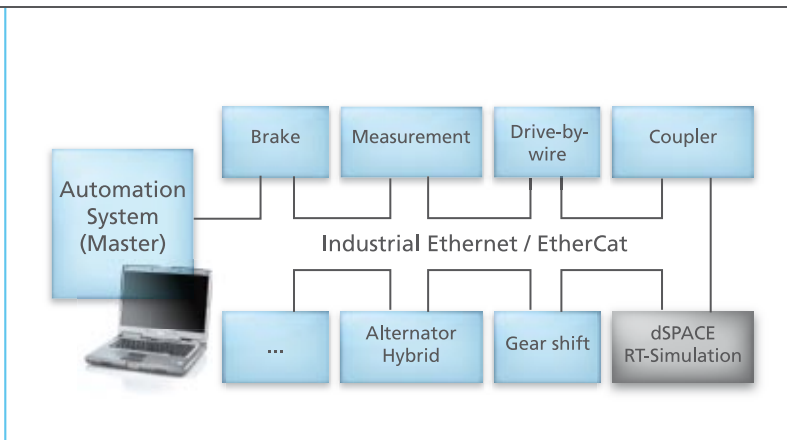 Brake
Measurement
Drive-by-
wire
Coupler
Automation
System
(Master)
Industrial Ethernet / EtherCat
...
Alternator
Hybrid
Gear shift
dSPACE
RT-Simulation